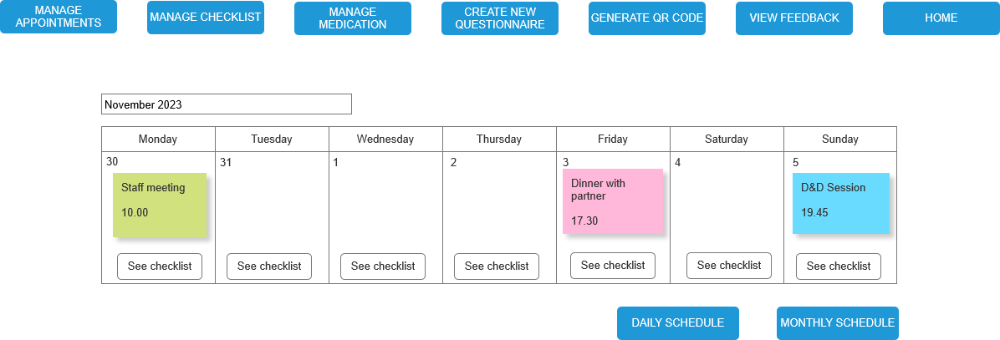 MANAGE
APPOINTMENTS
MANAGE CHECKLIST
MANAGE
MEDICATION
CREATE NEW
QUESTIONNAIRE
GENERATE QR CODE
VIEW FEEDBACK
HOME
November 2023
Monday
Tuesday
Wednesday
Thursday
Friday
Saturday
Sunday
30
31
1
2
3
4
5
Staff meeting
10.00
Dinner with
partner
17.30
D&D Session
19.45
See checklist
See checklist
See checklist
See checklist
See checklist
See checklist
See checklist
DAILY SCHEDULE
MONTHLY SCHEDULE